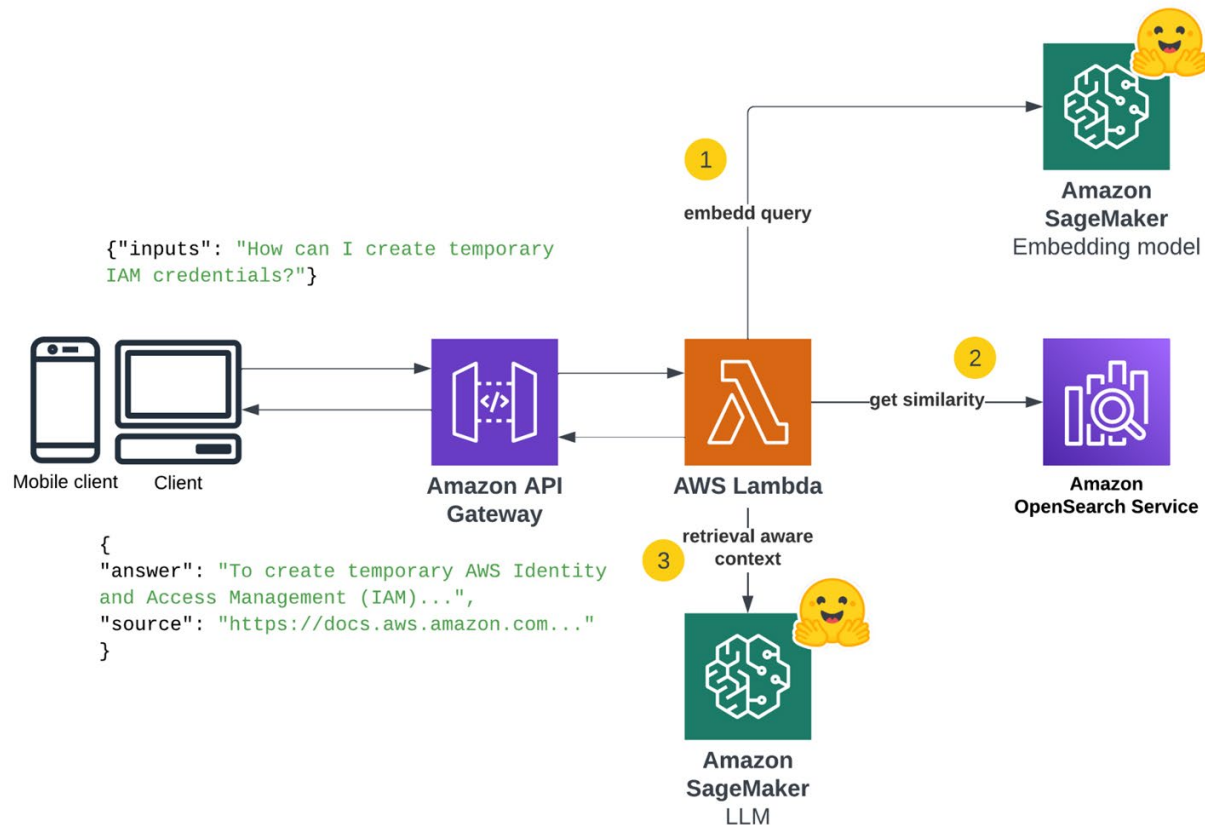 1
embedd query
Amazon
SageMaker
Embedding model
{"inputs": "How can I create temporary
IAM credentials?"}
Mobile client
Client
</>
Amazon API
Gateway
AWS Lambda
2
get similarity
Amazon
OpenSearch Service
{
"answer": "To create temporary AWS Identity
and Access Management (IAM)...",
"source": "https://docs.aws.amazon.com..."
}
3
retrieval aware
context
Amazon
SageMaker
LLM